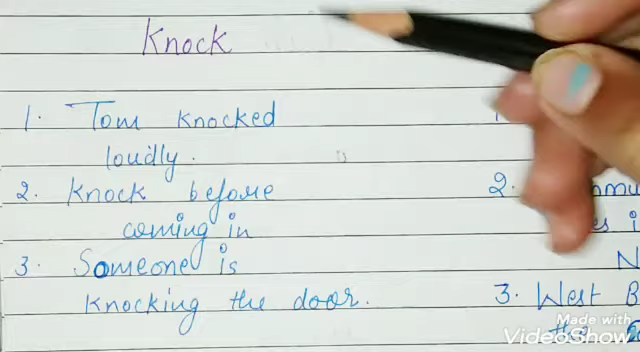 Knock
1. Tom knocked
loudly.
2. Knock before
coming in
3. Someone is
knocking the door.
2.
N
3. West B
the
Made with
VideoShow